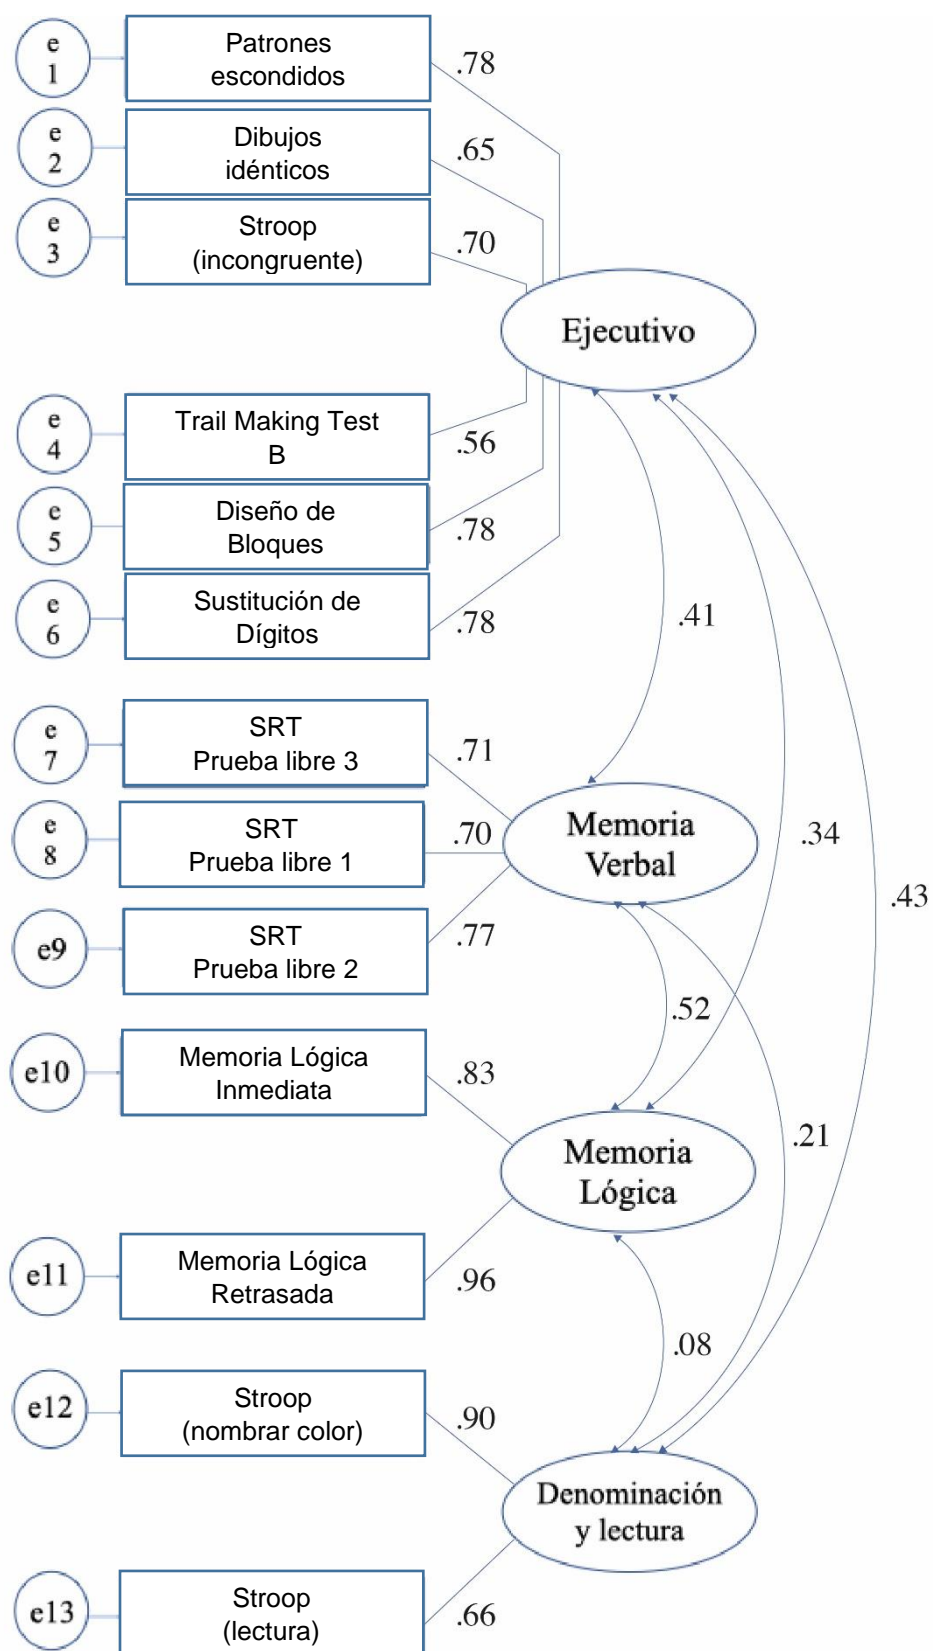 e
1
Patrones
escondidos
.78
e
2
Dibujos
idénticos
.65
e
3
Stroop
(incongruente)
.70
Ejecutivo
e
4
Trail Making Test
B
.56
e
5
Diseño de
Bloques
.78
e
6
Sustitución de
Dígitos
.78
.41
e
7
SRT
Prueba libre 3
.71
e
8
SRT
Prueba libre 1
.70
Memoria
Verbal
.34
.43
e9
SRT
Prueba libre 2
.77
.52
e10
Memoria Lógica
Inmediata
.83
Memoria
Lógica
.21
e11
Memoria Lógica
Retrasada
.96
.08
e12
Stroop
(nombrar color)
.90
Denominación
y lectura
e13
Stroop
(lectura)
.66